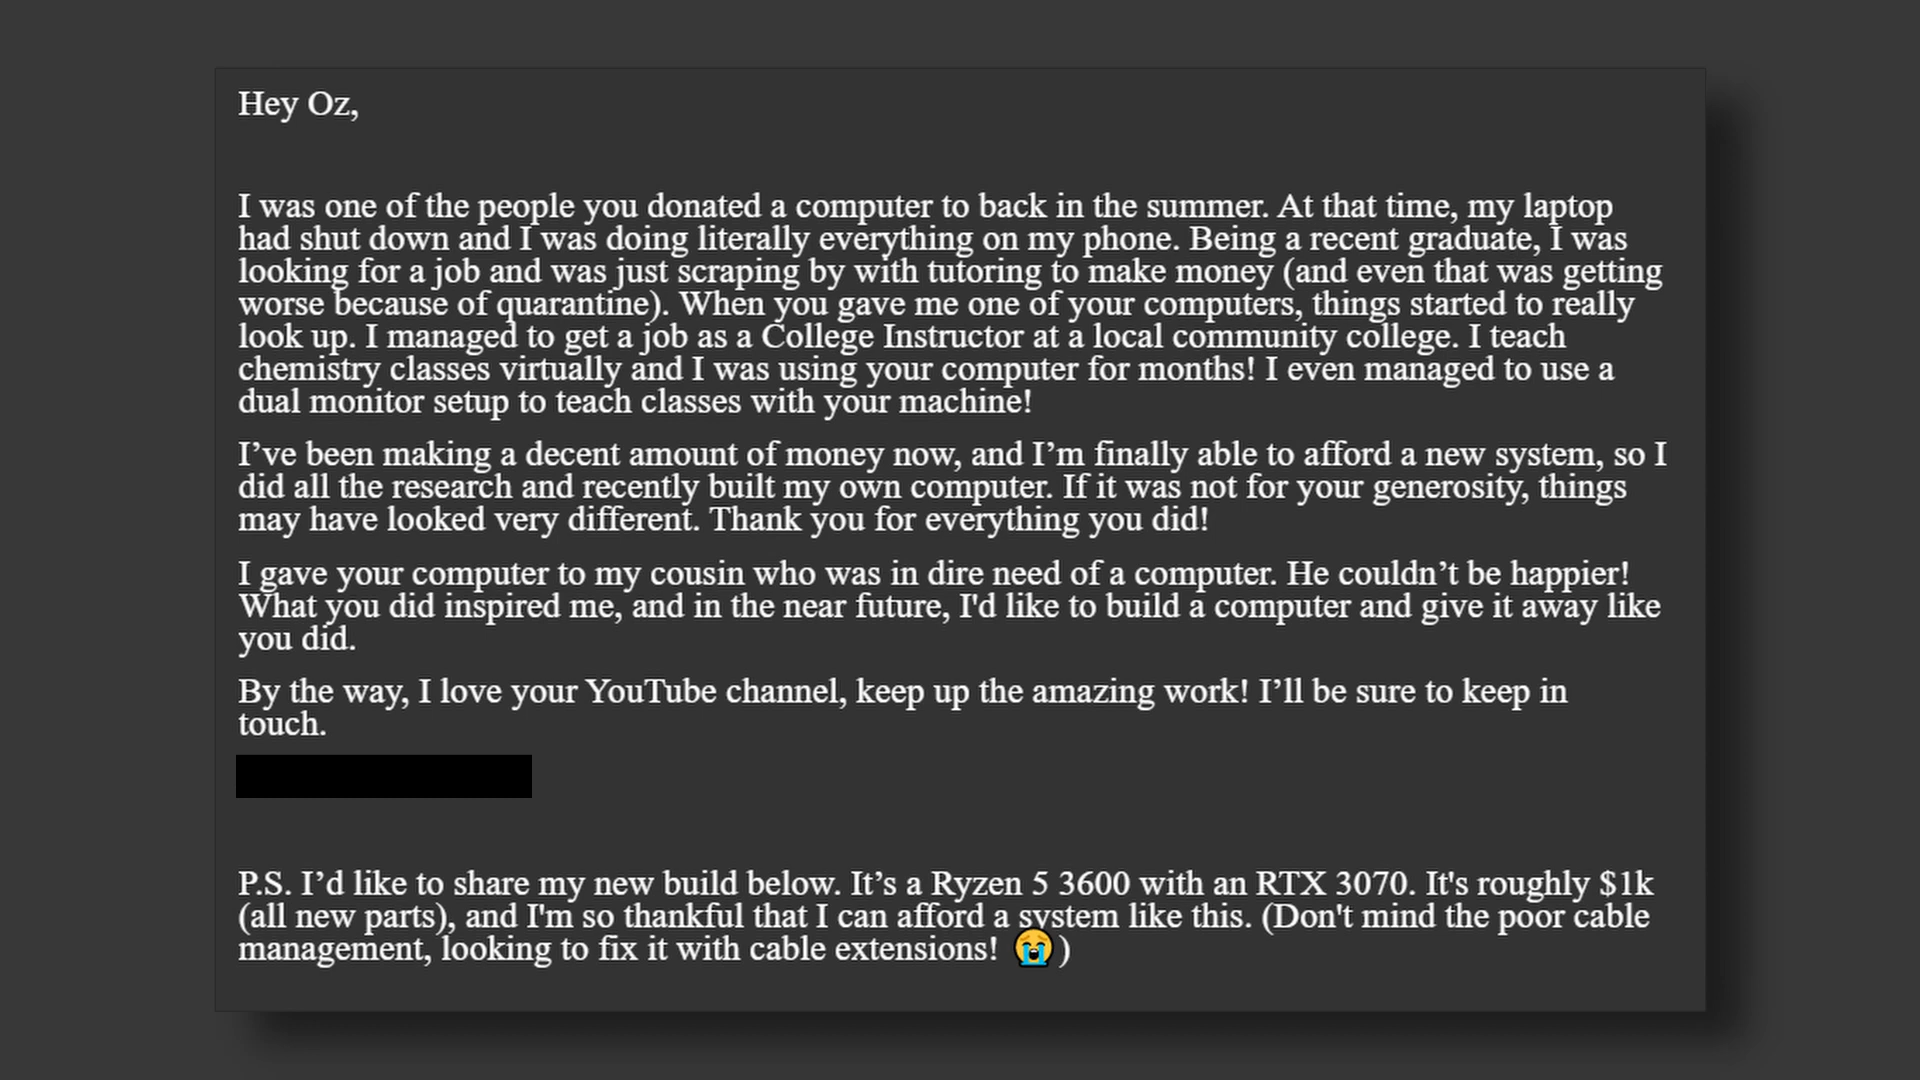 Hey Oz,
I was one of the people you donated a computer to back in the summer. At that time, my laptop
had shut down and I was doing literally everything on my phone. Being a recent graduate, I was
looking for a job and was just scraping by with tutoring to make money (and even that was getting
worse because of quarantine). When you gave me one of your computers, things started to really
look up. I managed to get a job as a College Instructor at a local community college. I teach
chemistry classes virtually and I was using your computer for months! I even managed to use a
dual monitor setup to teach classes with your machine!
I’ve been making a decent amount of money now, and I’m finally able to afford a new system, so I
did all the research and recently built my own computer. If it was not for your generosity, things
may have looked very different. Thank you for everything you did!
I gave your computer to my cousin who was in dire need of a computer. He couldn’t be happier!
What you did inspired me, and in the near future, I'd like to build a computer and give it away like
you did.
By the way, I love your YouTube channel, keep up the amazing work! I’ll be sure to keep in
touch.
P.S. I’d like to share my new build below. It’s a Ryzen 5 3600 with an RTX 3070. It's roughly $1k
(all new parts), and I'm so thankful that I can afford a system like this. (Don't mind the poor cable
management, looking to fix it with cable extensions! 😭)